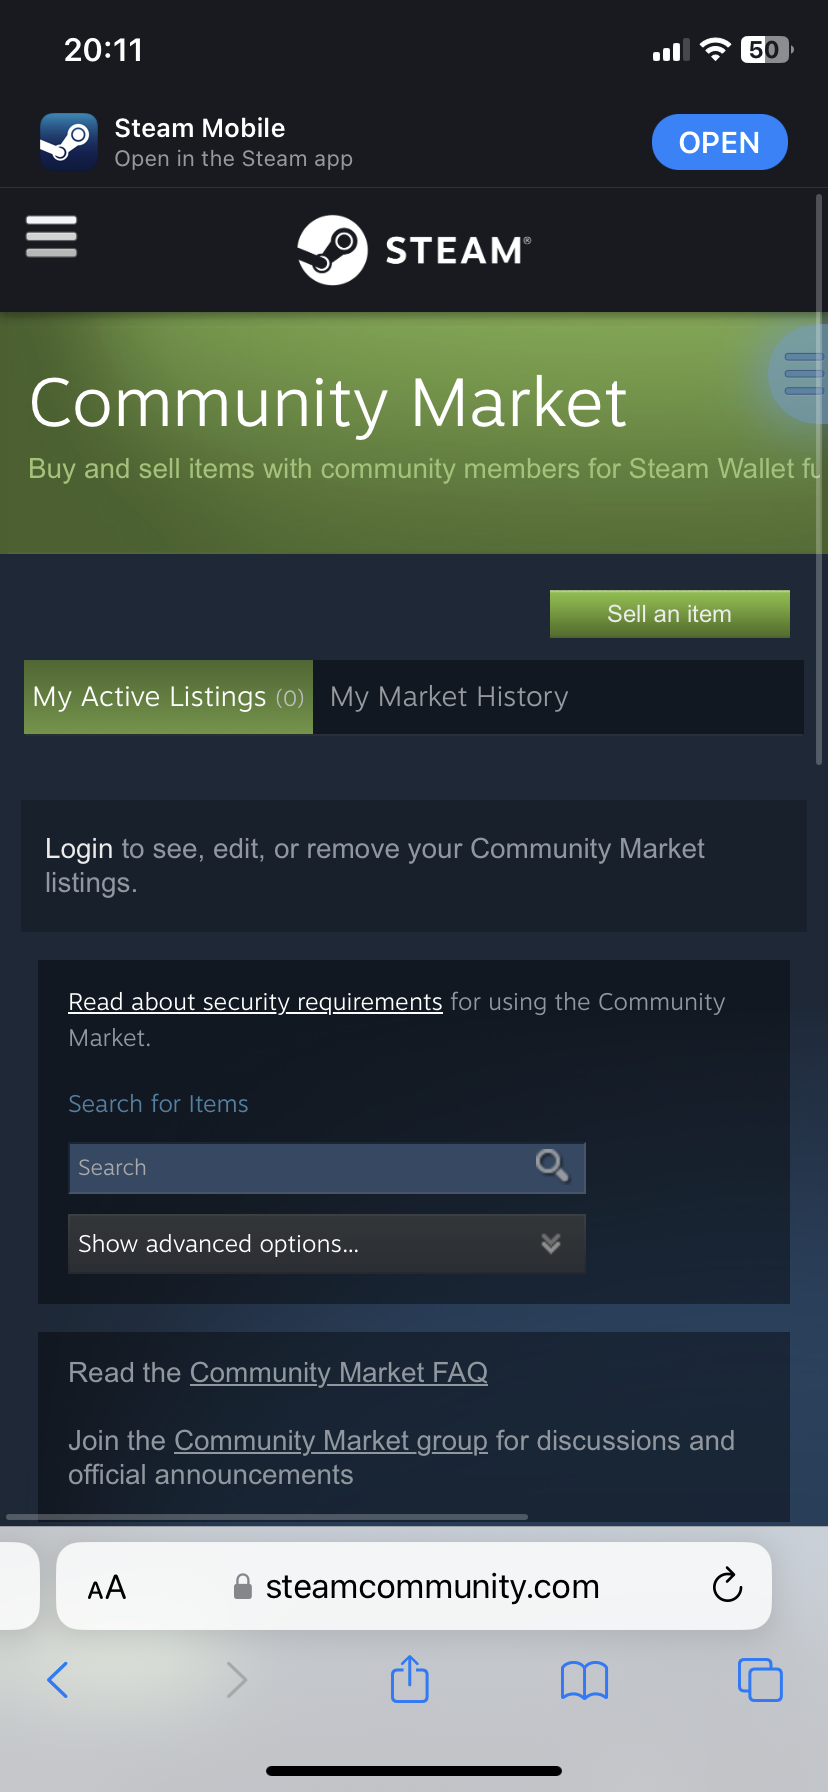 20:11
50
Steam Mobile
Open in the Steam app
OPEN
STEAM®
Community Market
Buy and sell items with community members for Steam Wallet
Sell an item
My Active Listings (0)
My Market History
Login to see, edit, or remove your Community Market
listings.
Read about security requirements for using the Community
Market.
Search for Items
Search
Show advanced options...
Read the Community Market FAQ
Join the Community Market group for discussions and
official announcements
AA
steamcommunity.com